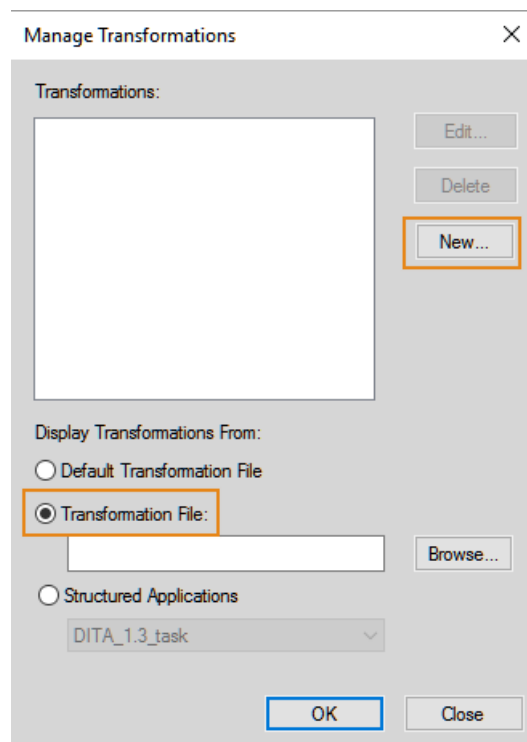 Manage Transformations
Transformations:
Edit...
Delete
New...
Display Transformations From:
Default Transformation File
Transformation File:
Browse...
Structured Applications
DITA_1.3_task
OK Close